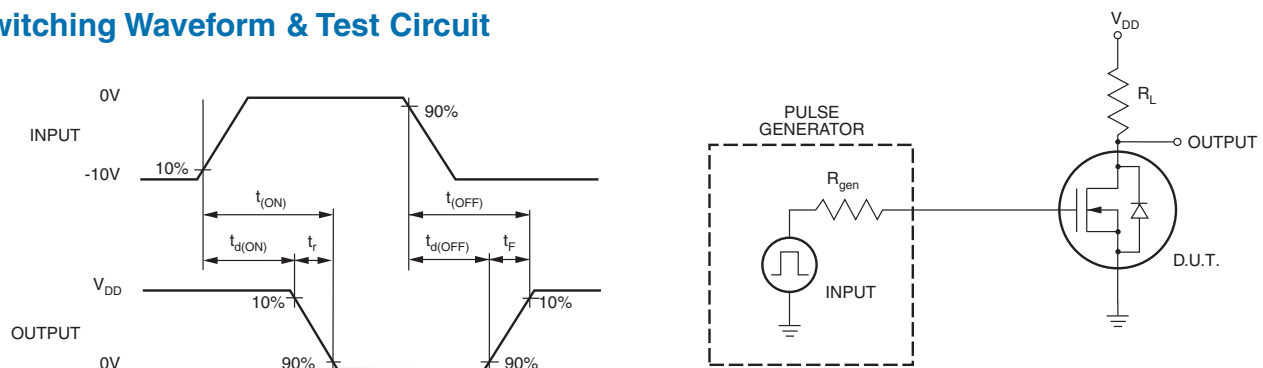 witching Waveform & Test Circuit
0V
INPUT
-10V
10%
90%
t(ON)
t(OFF)
td(ON)
tr
td(OFF)
tF
VDD
10%
10%
OUTPUT
0V
90%
90%
PULSE
GENERATOR
Rgen
INPUT
VDD
RL
OUTPUT
D.U.T.